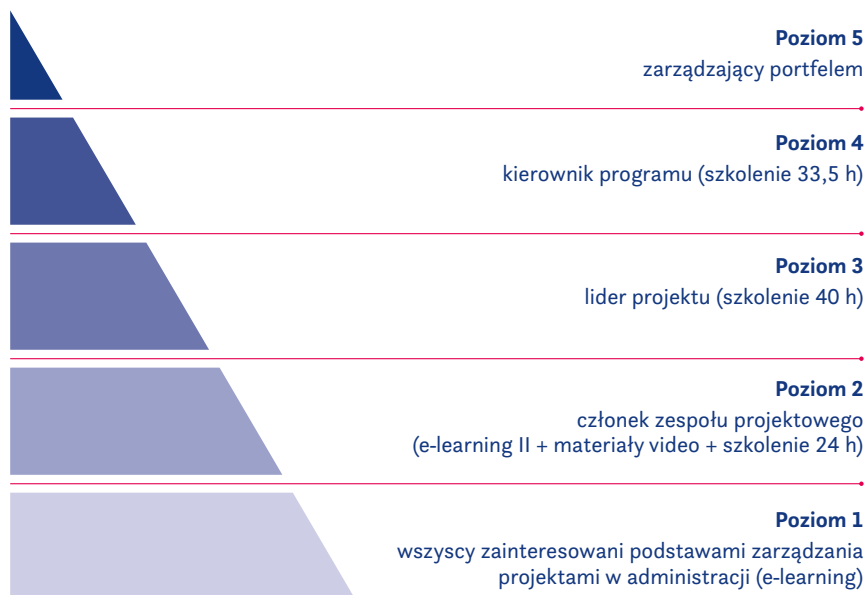 Poziom 5
zarządzający portfelem
Poziom 4
kierownik programu (szkolenie 33,5 h)
Poziom 3
lider projektu (szkolenie 40 h)
Poziom 2
członek zespołu projektowego
(e-learning II + materiały video + szkolenie 24 h)
Poziom 1
wszyscy zainteresowani podstawami zarządzania
projektami w administracji (e-learning)